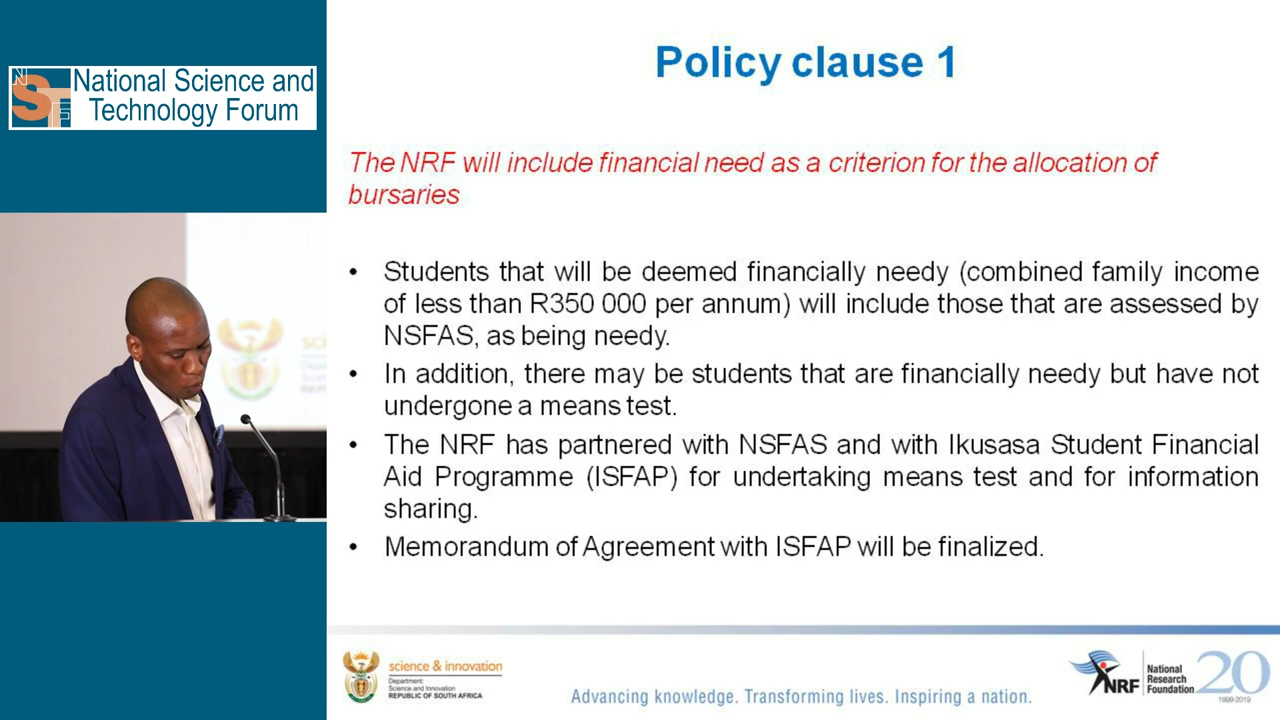 National Science and
Technology Forum
NSTF
Policy clause 1
The NRF will include financial need as a criterion for the allocation of
bursaries
• Students that will be deemed financially needy (combined family income
of less than R350 000 per annum) will include those that are assessed by
NSFAS, as being needy.
• In addition, there may be students that are financially needy but have not
undergone a means test.
• The NRF has partnered with NSFAS and with Ikusasa Student Financial
Aid Programme (ISFAP) for undertaking means test and for information
sharing.
• Memorandum of Agreement with ISFAP will be finalized.
science & innovation
Department:
Science and Innovation
REPUBLIC OF SOUTH AFRICA
Advancing knowledge. Transforming lives. Inspiring a nation.
NRF
National
Research
Foundation
20
1999-2019